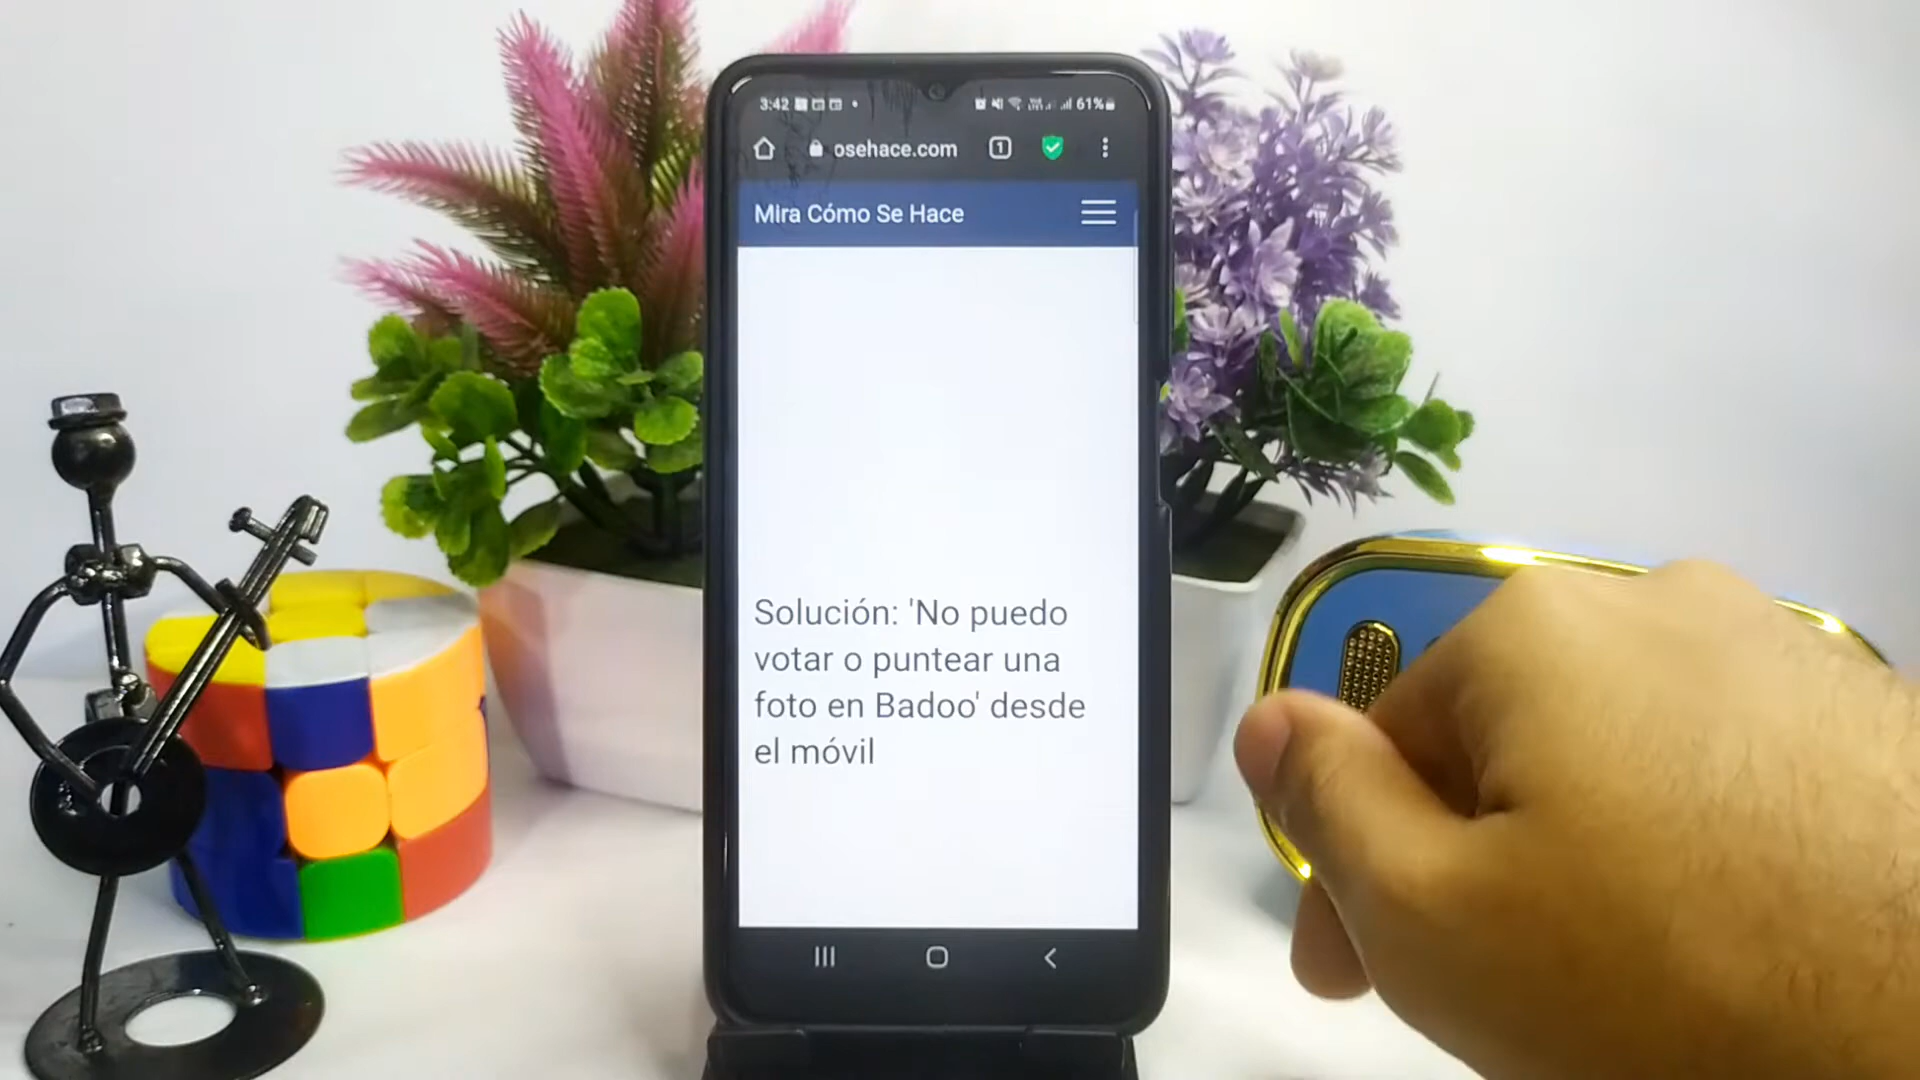 3:42
61%
osehace.com
1
Mira Cómo Se Hace
Solución: 'No puedo
votar o puntear una
foto en Badoo' desde
el móvil